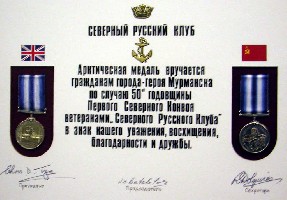 СЕВЕРНЫЙ РУССКИЙ КЛУБ
Арктическая медаль вручается
гражданам города-героя Мурманска
по случаю 50º годовщины
Первого Северного Конвоя
ветеранами „Северного Русского Клуба"
в знак нашего уважения, восхищения,
благодарности и дружбы.